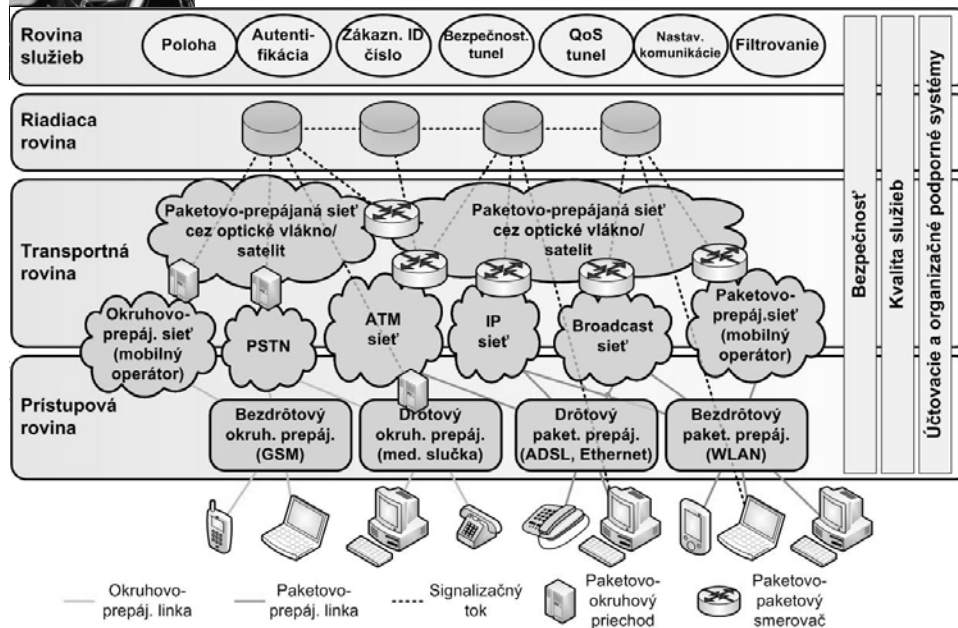 Rovina
služieb
Poloha
Autenti-
fikácia
Zákazn. ID
číslo
Bezpečnost.
tunel
QoS
tunel
Nastav.
komunikácie
Filtrovanie
Riadiaca
rovina
Transportná
rovina
Paketovo-prepájaná sieť
cez optické vlákno/
satelit
Paketovo-prepájaná sieť
cez optické vlákno/
satelit
Okruhovo-
prepáj. sieť
(mobilný
operátor)
PSTN
ATM
sieť
IP
sieť
Broadcast
sieť
Paketovo-
prepáj.sieť
(mobilný
operátor)
Prístupová
rovina
Bezdrôtový
okruh. prepáj.
(GSM)
Drôtový
okruh. prepáj.
(med. slučka)
Drôtový
paket. prepáj.
(ADSL, Ethernet)
Bezdrôtový
paket. prepáj.
(WLAN)
Bezpečnosť
Kvalita služieb
Účtovacie a organizačné podporné systémy
Okruhovo-
prepáj. linka
Paketovo-
prepáj. linka
Signalizačný
tok
Paketovo-
okruhový
priechod
Paketovo-
paketový
smerovač